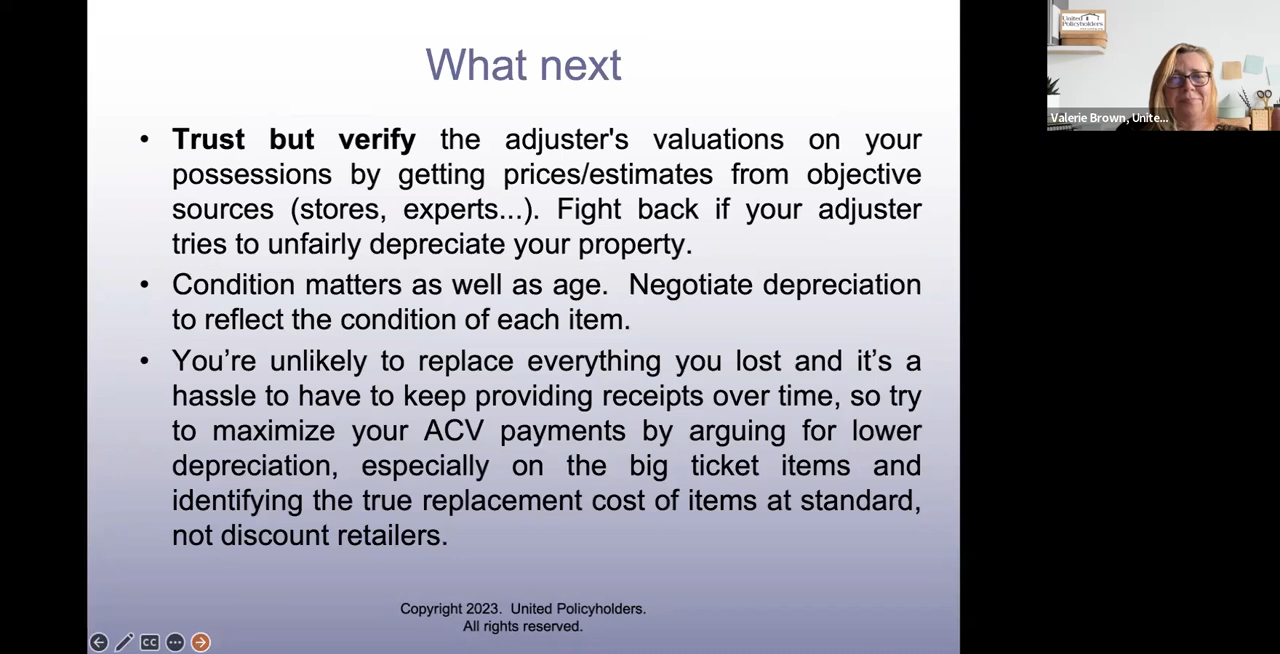 What next
• Trust but verify the adjuster's valuations on your
possessions by getting prices/estimates from objective
sources (stores, experts...). Fight back if your adjuster
tries to unfairly depreciate your property.
• Condition matters as well as age.  Negotiate depreciation
to reflect the condition of each item.
• You’re unlikely to replace everything you lost and it’s a
hassle to have to keep providing receipts over time, so try
to maximize your ACV payments by arguing for lower
depreciation, especially on the big ticket items and
identifying the true replacement cost of items at standard,
not discount retailers.
Copyright 2023.  United Policyholders.
All rights reserved.
CC
United
Policyholders
Valerie Brown, Unite...